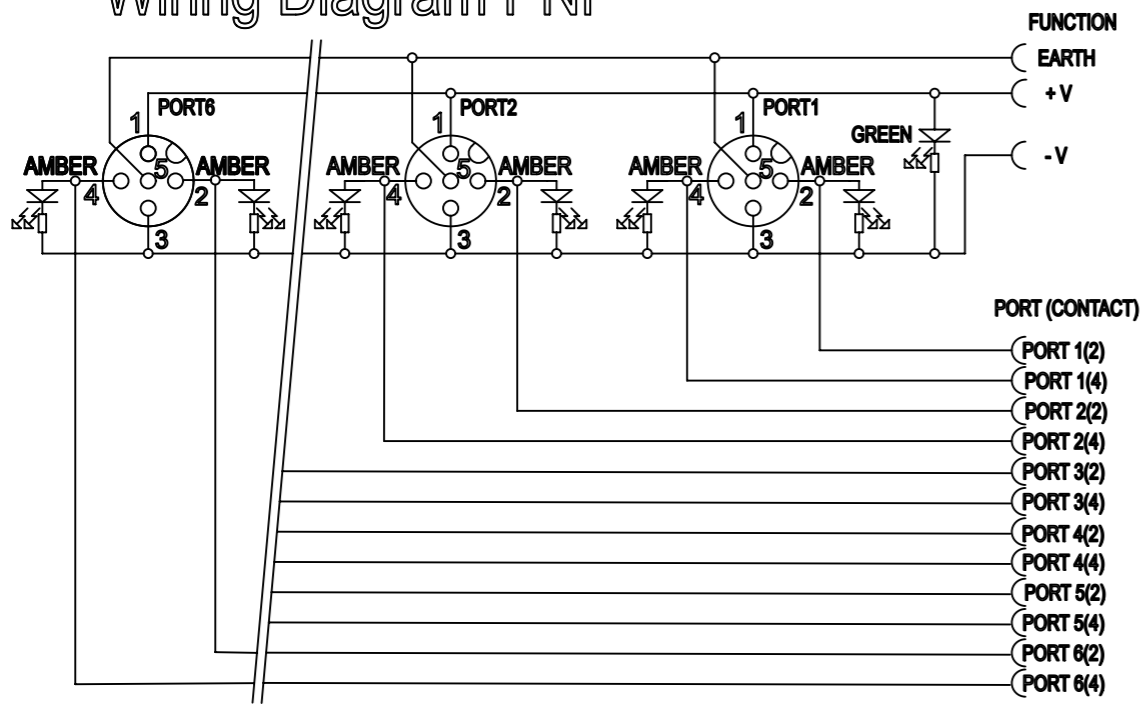 Wiring Diagram PNP
FUNCTION
EARTH
+ V
- V
PORT6
PORT2
PORT1
1
1
1
GREEN
AMBER
AMBER
AMBER
AMBER
AMBER
AMBER
4
5
2
4
5
2
4
5
2
3
3
3
PORT (CONTACT)
PORT 1(2)
PORT 1(4)
PORT 2(2)
PORT 2(4)
PORT 3(2)
PORT 3(4)
PORT 4(2)
PORT 4(4)
PORT 5(2)
PORT 5(4)
PORT 6(2)
PORT 6(4)